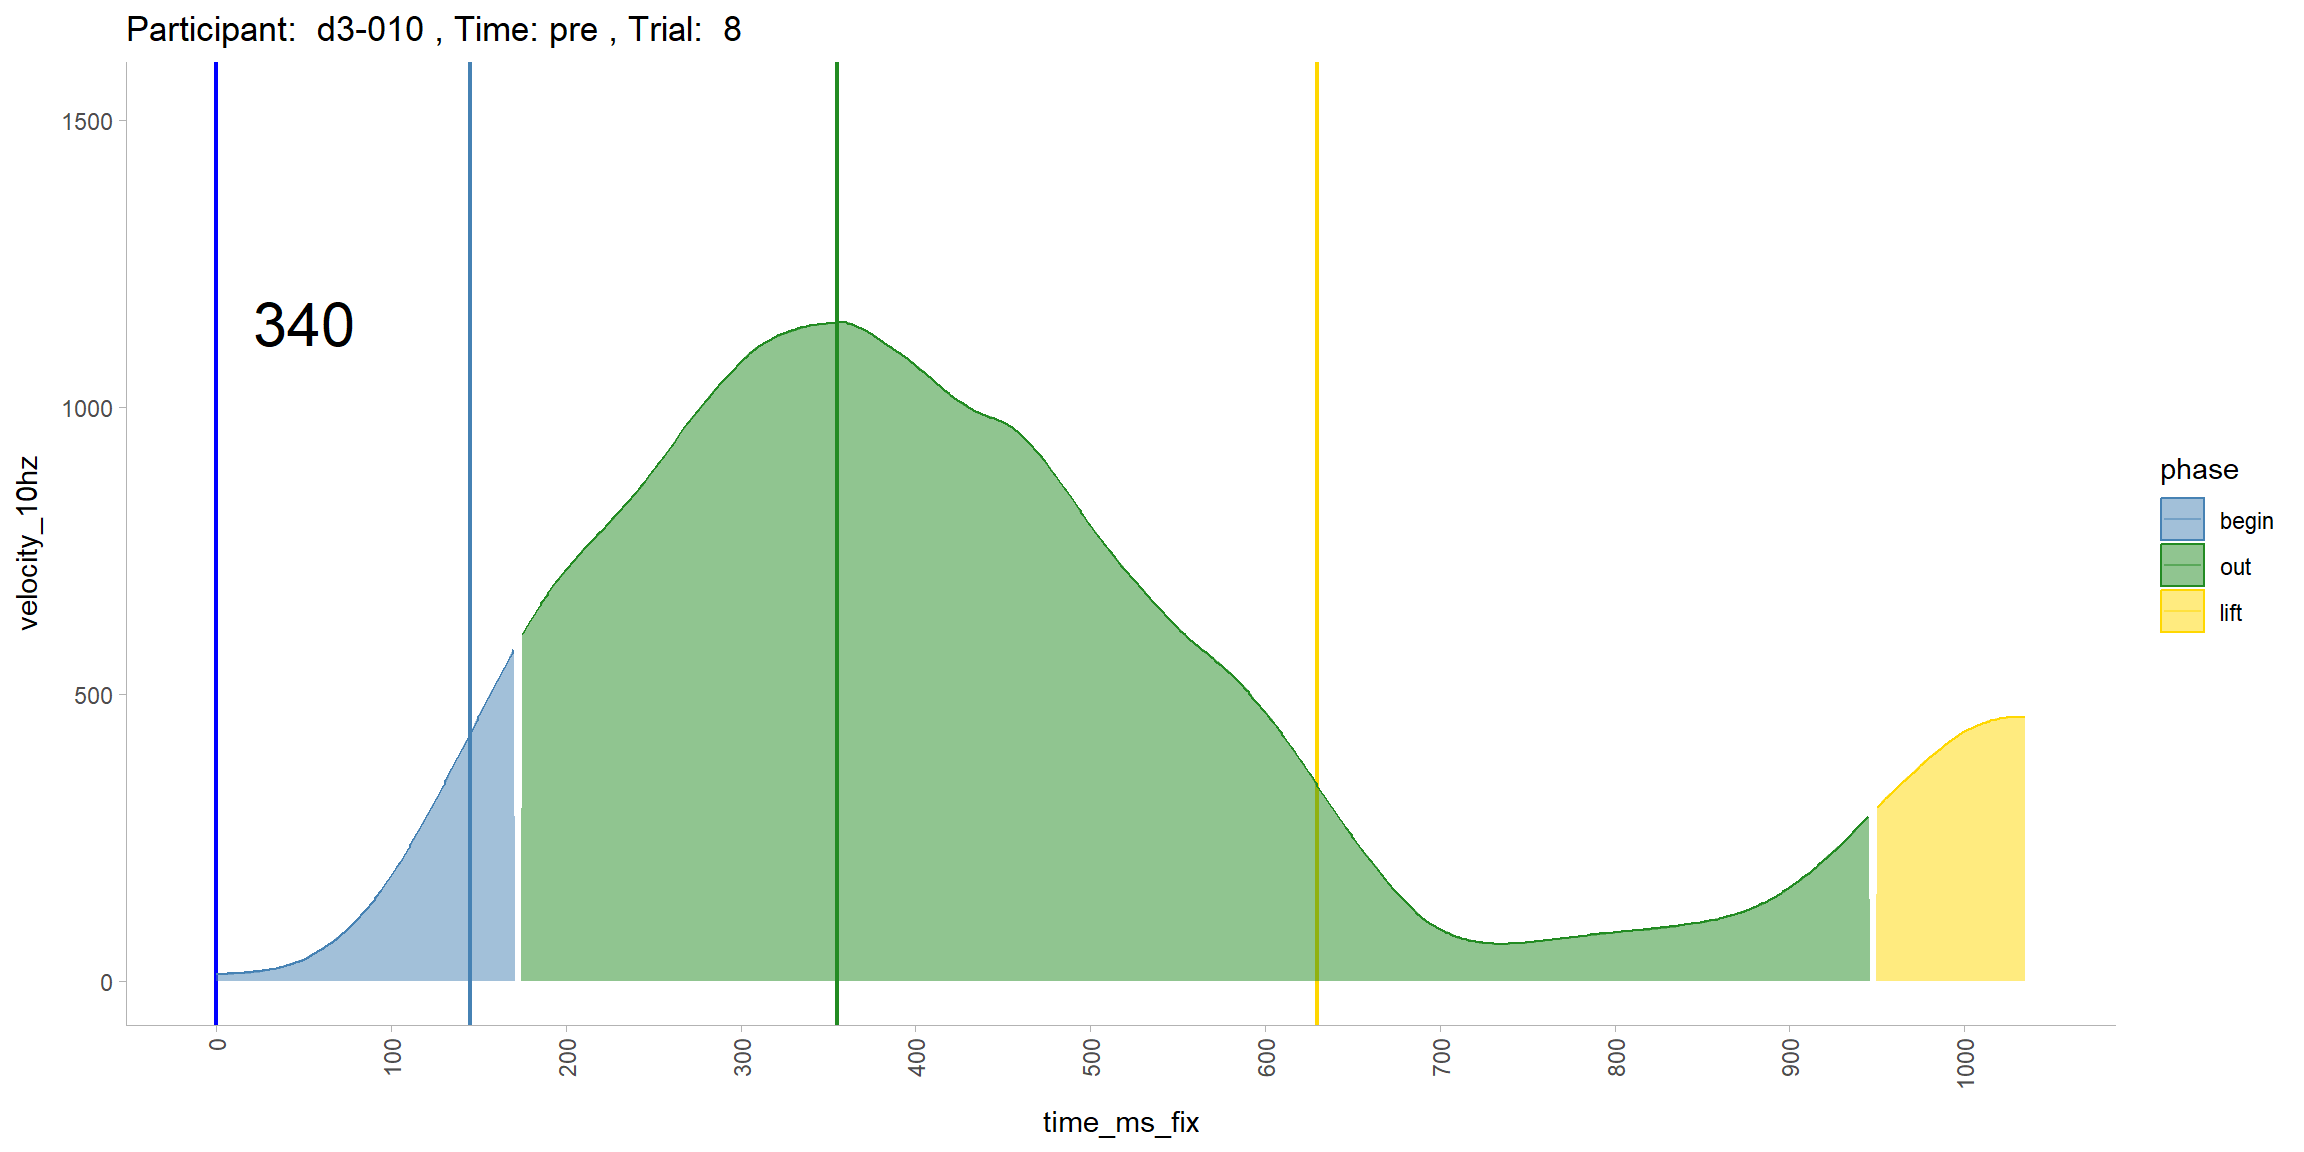 Participant:  d3-010 , Time: pre , Trial:  8
1500
340
1000
velocity_10hz
phase
begin
500
out
lift
0
0 100 200 300 400 500 600 700 800 900 1000
time_ms_fix